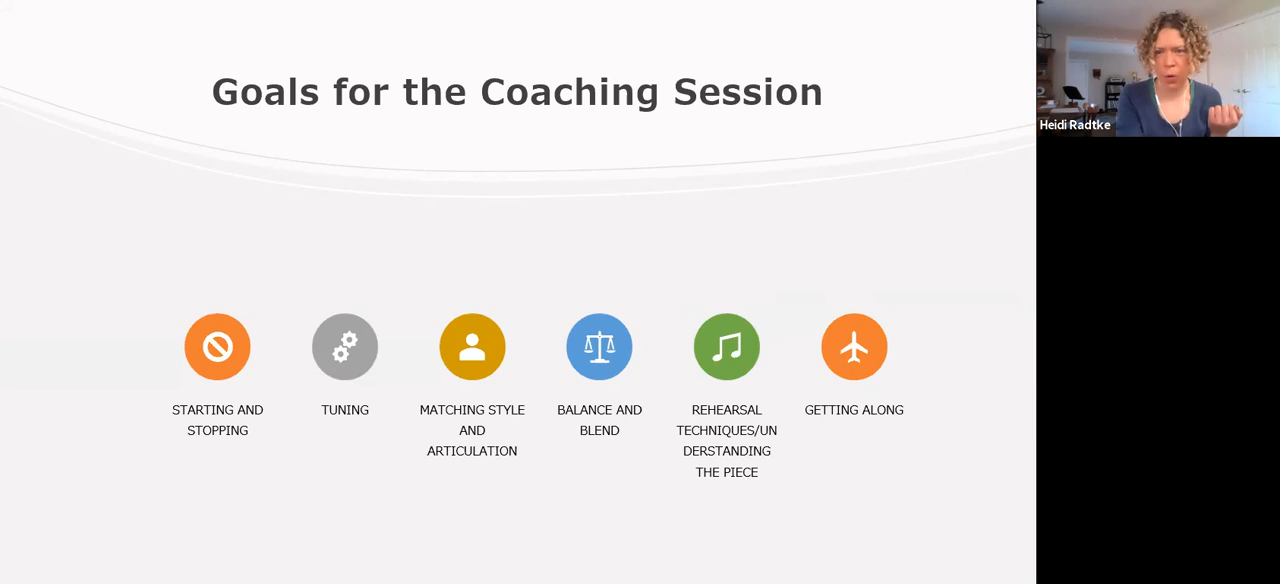 Goals for the Coaching Session
Heidi Radtke
STARTING AND
STOPPING
TUNING
MATCHING STYLE
AND
ARTICULATION
BALANCE AND
BLEND
REHEARSAL
TECHNIQUES/UN
DERSTANDING
THE PIECE
GETTING ALONG